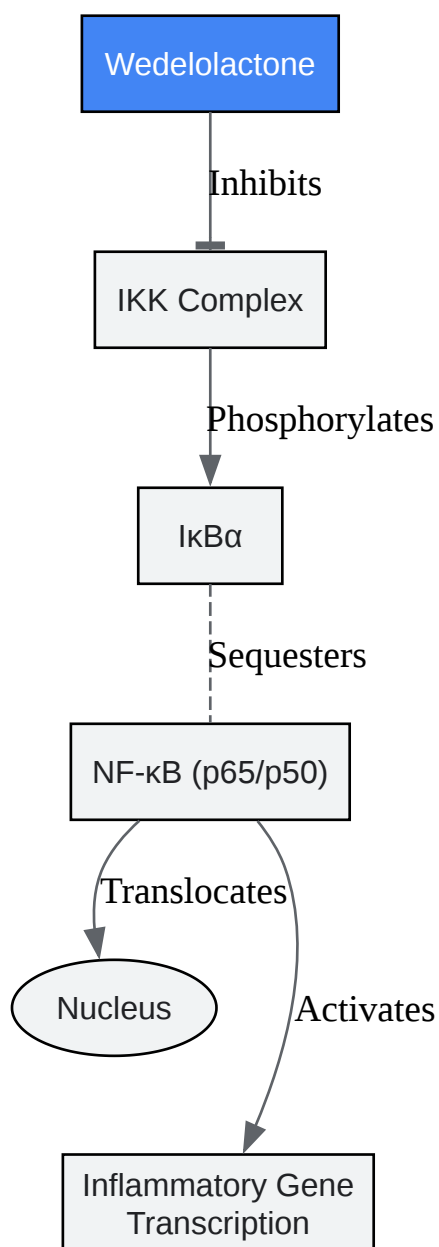 Wedelolactone
Inhibits
IKK Complex
Phosphorylates
IκBα
Sequesters
NF-κB (p65/p50)
Translocates
Nucleus
Activates
Inflammatory Gene
Transcription